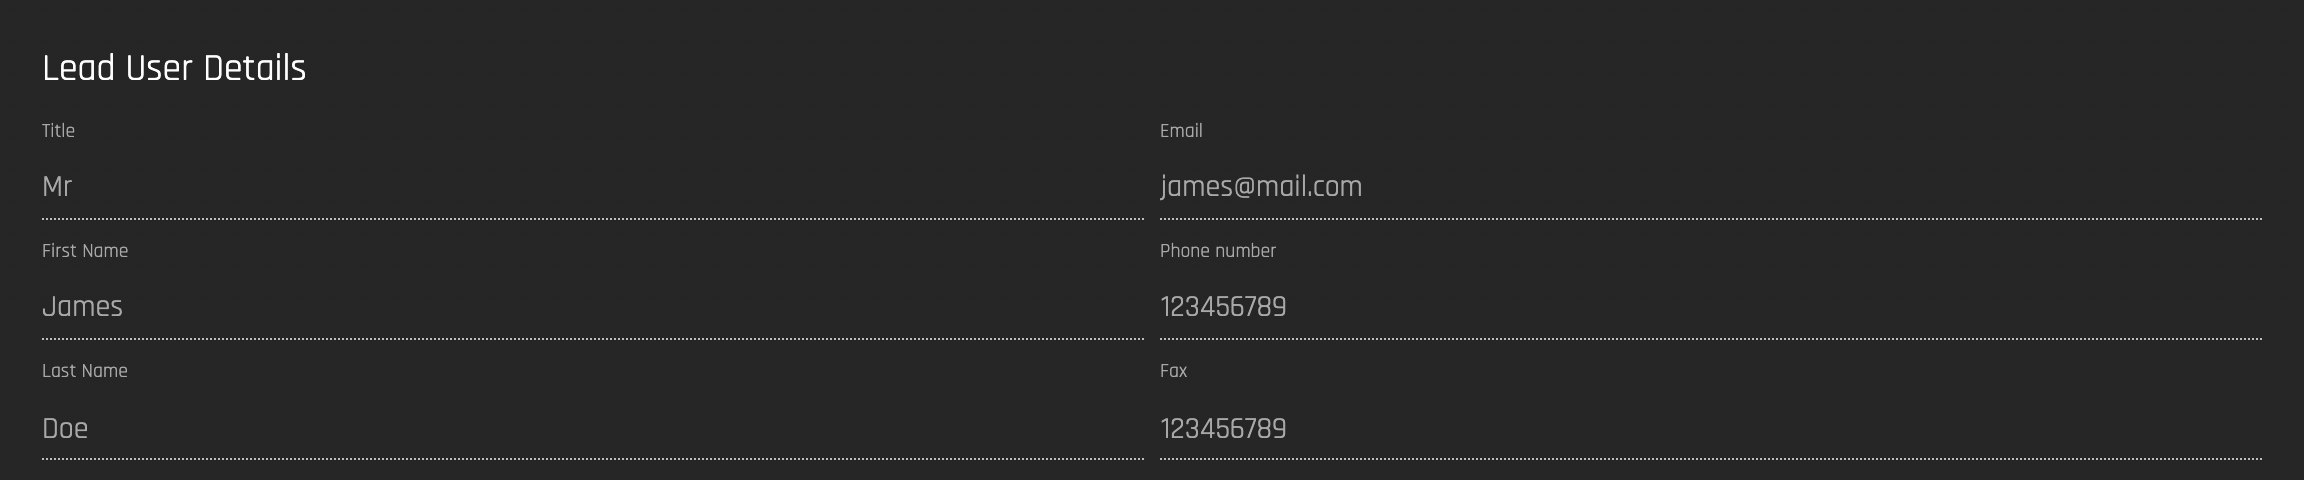 Lead User Details
Title
Mr
First Name
James
Last Name
Doe
Email
james@mail.com
Phone number
123456789
Fax
123456789